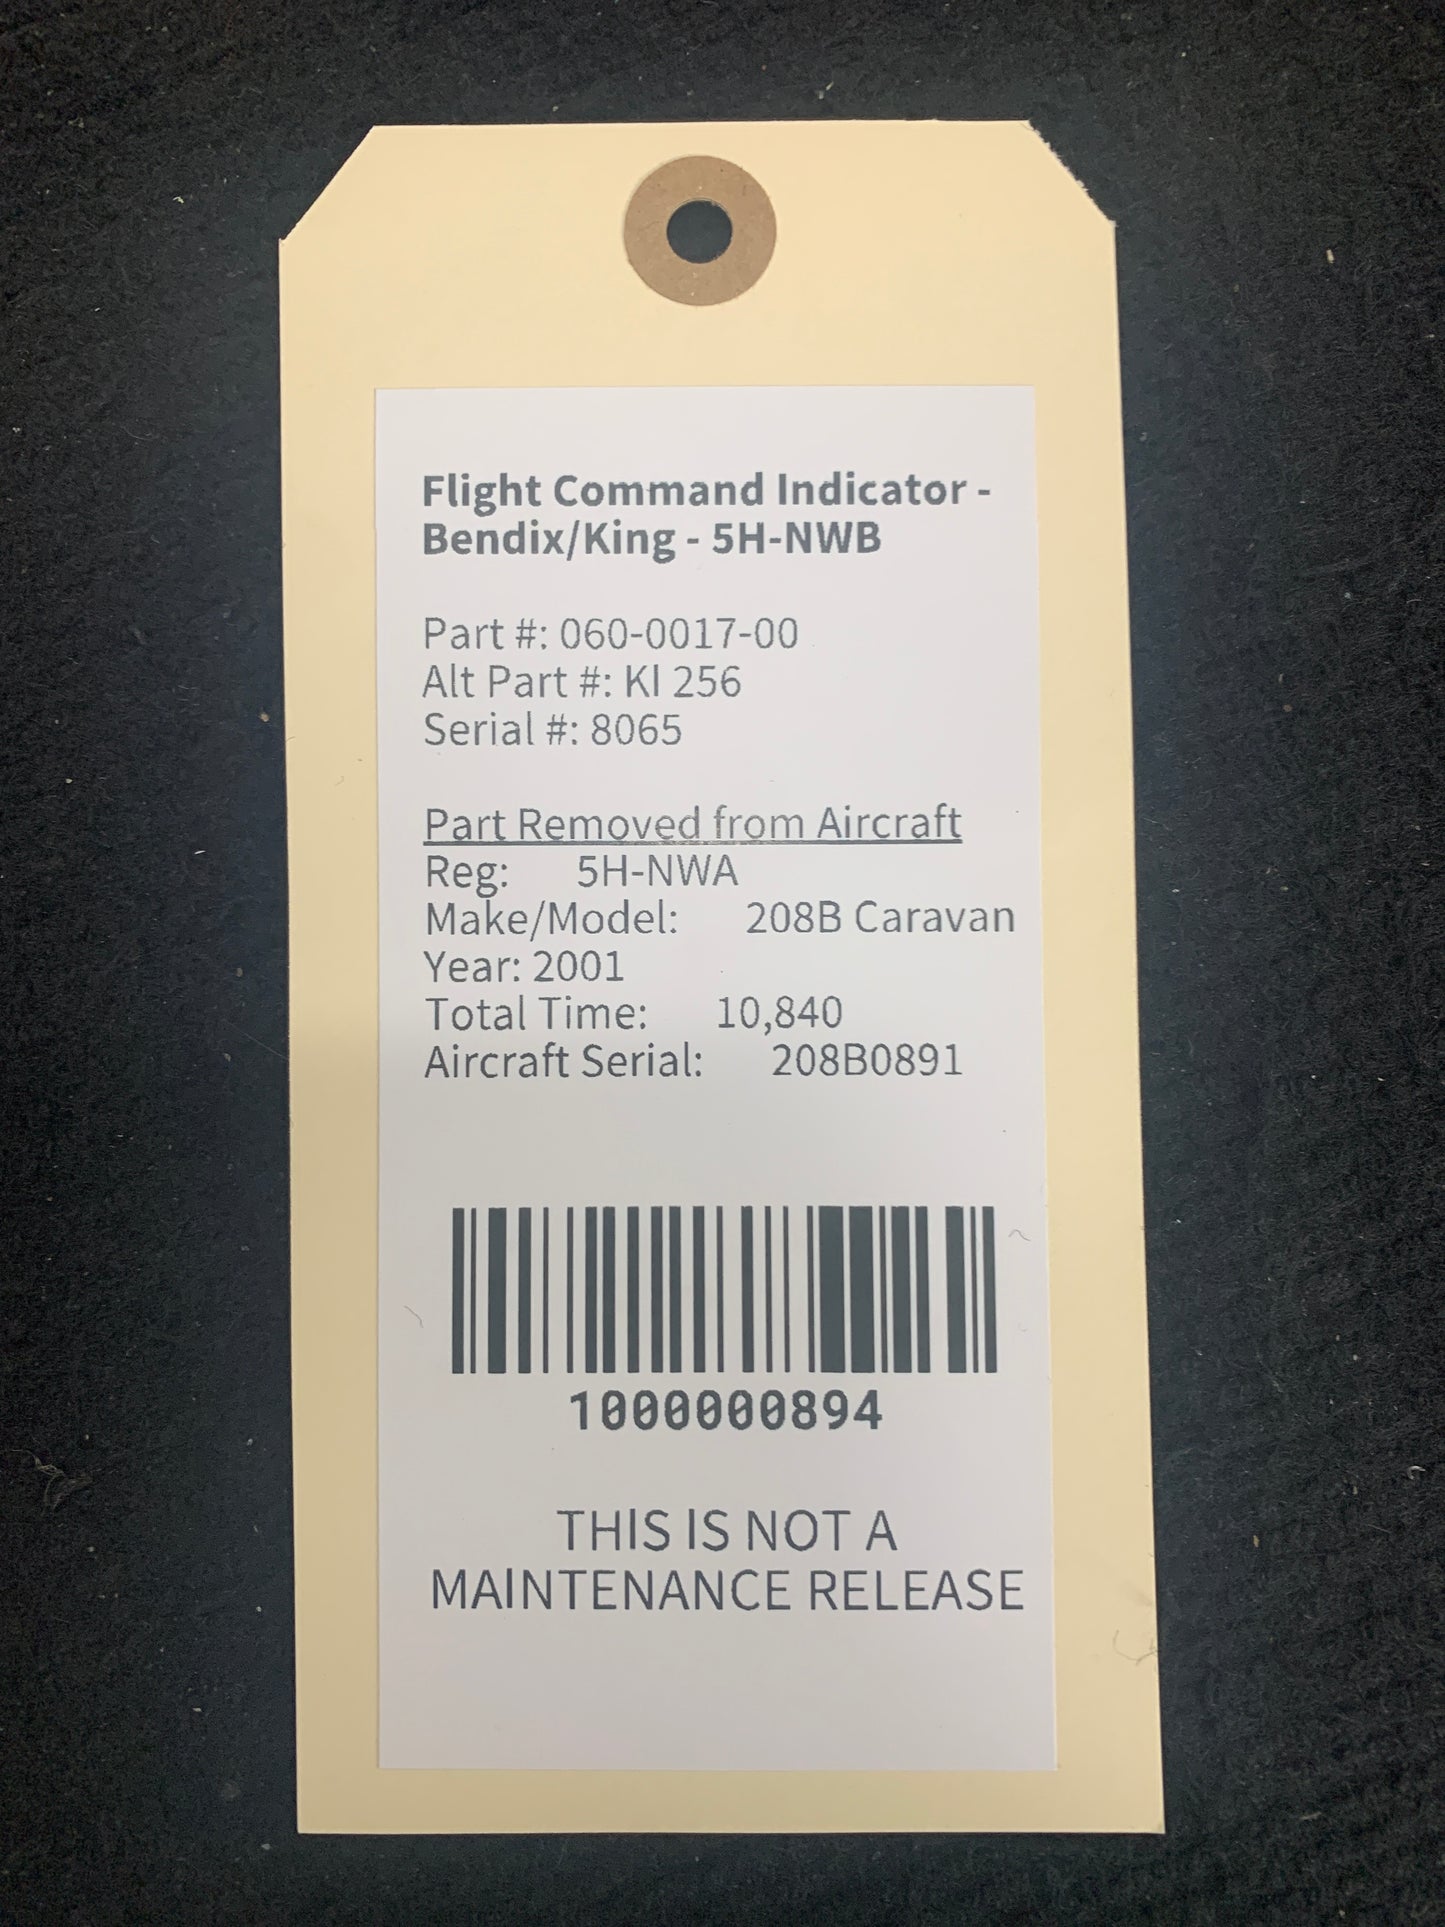 Flight Command Indicator -
Bendix/King - 5H-NWB
Part #: 060-0017-00
Alt Part #: KI 256
Serial #: 8065
Part Removed from Aircraft
Reg: 5H-NWA
Make/Model: 208B Caravan
Year: 2001
Total Time: 10,840
Aircraft Serial: 208B0891
1000000894
THIS IS NOT A
MAINTENANCE RELEASE